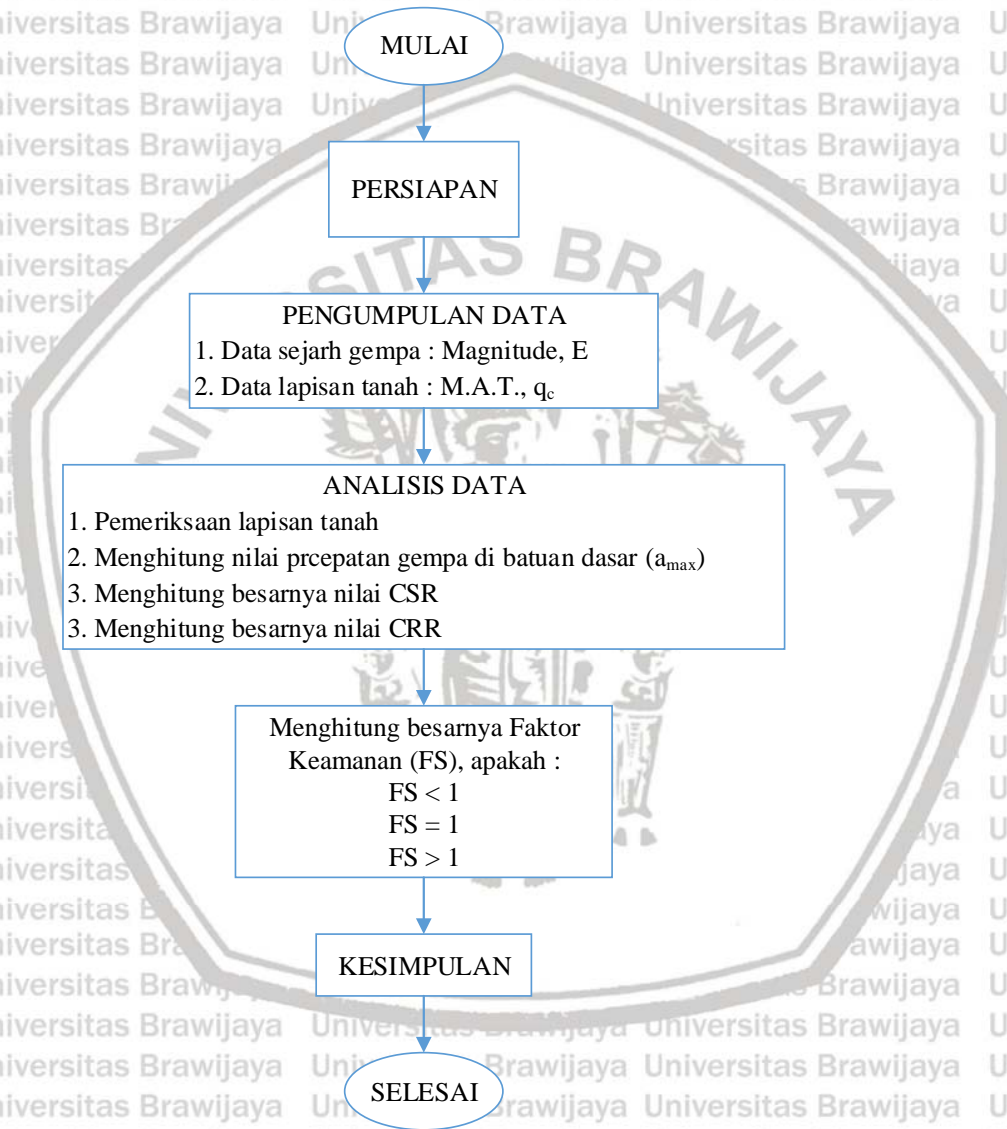 MULAI
PERSIAPAN
PENGUMPULAN DATA
1. Data sejarh gempa : Magnitude, E
2. Data lapisan tanah : M.A.T., qc
ANALISIS DATA
1. Pemeriksaan lapisan tanah
2. Menghitung nilai prcepatan gempa di batuan dasar (amax)
3. Menghitung besarnya nilai CSR
3. Menghitung besarnya nilai CRR
Menghitung besarnya Faktor
Keamanan (FS), apakah :
FS < 1
FS = 1
FS > 1
KESIMPULAN
SELESAI